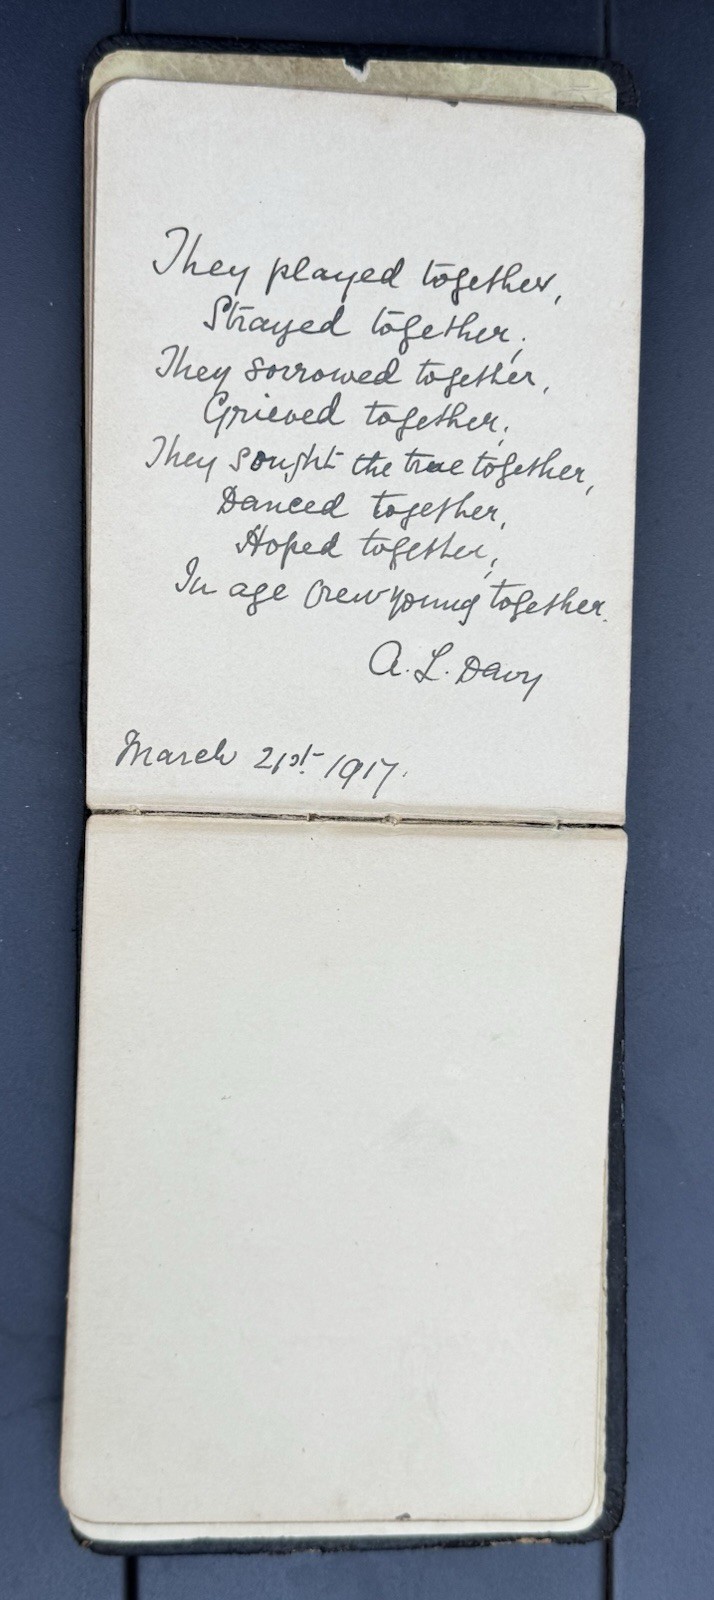 They played together,
Strayed together;
They sorrowed together,
Grieved together;
They sought the true together,
Danced together,
Hoped together;
In age grew young together.
A. L. Davy
March 21st 1917.